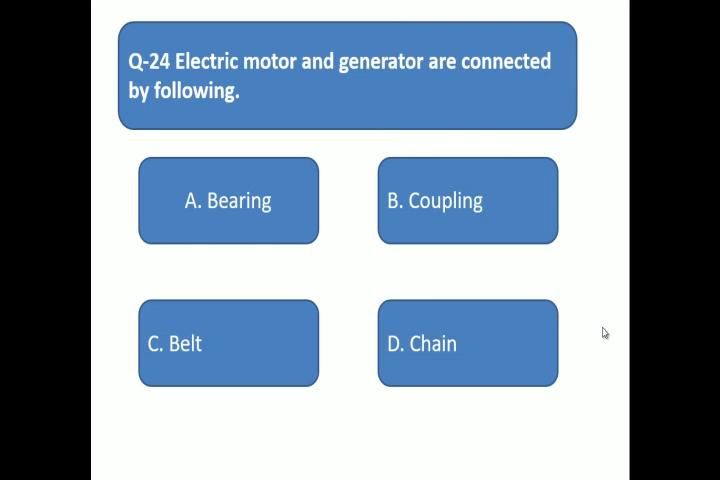 Q-24 Electric motor and generator are connected
by following.
A. Bearing
B. Coupling
C. Belt
D. Chain